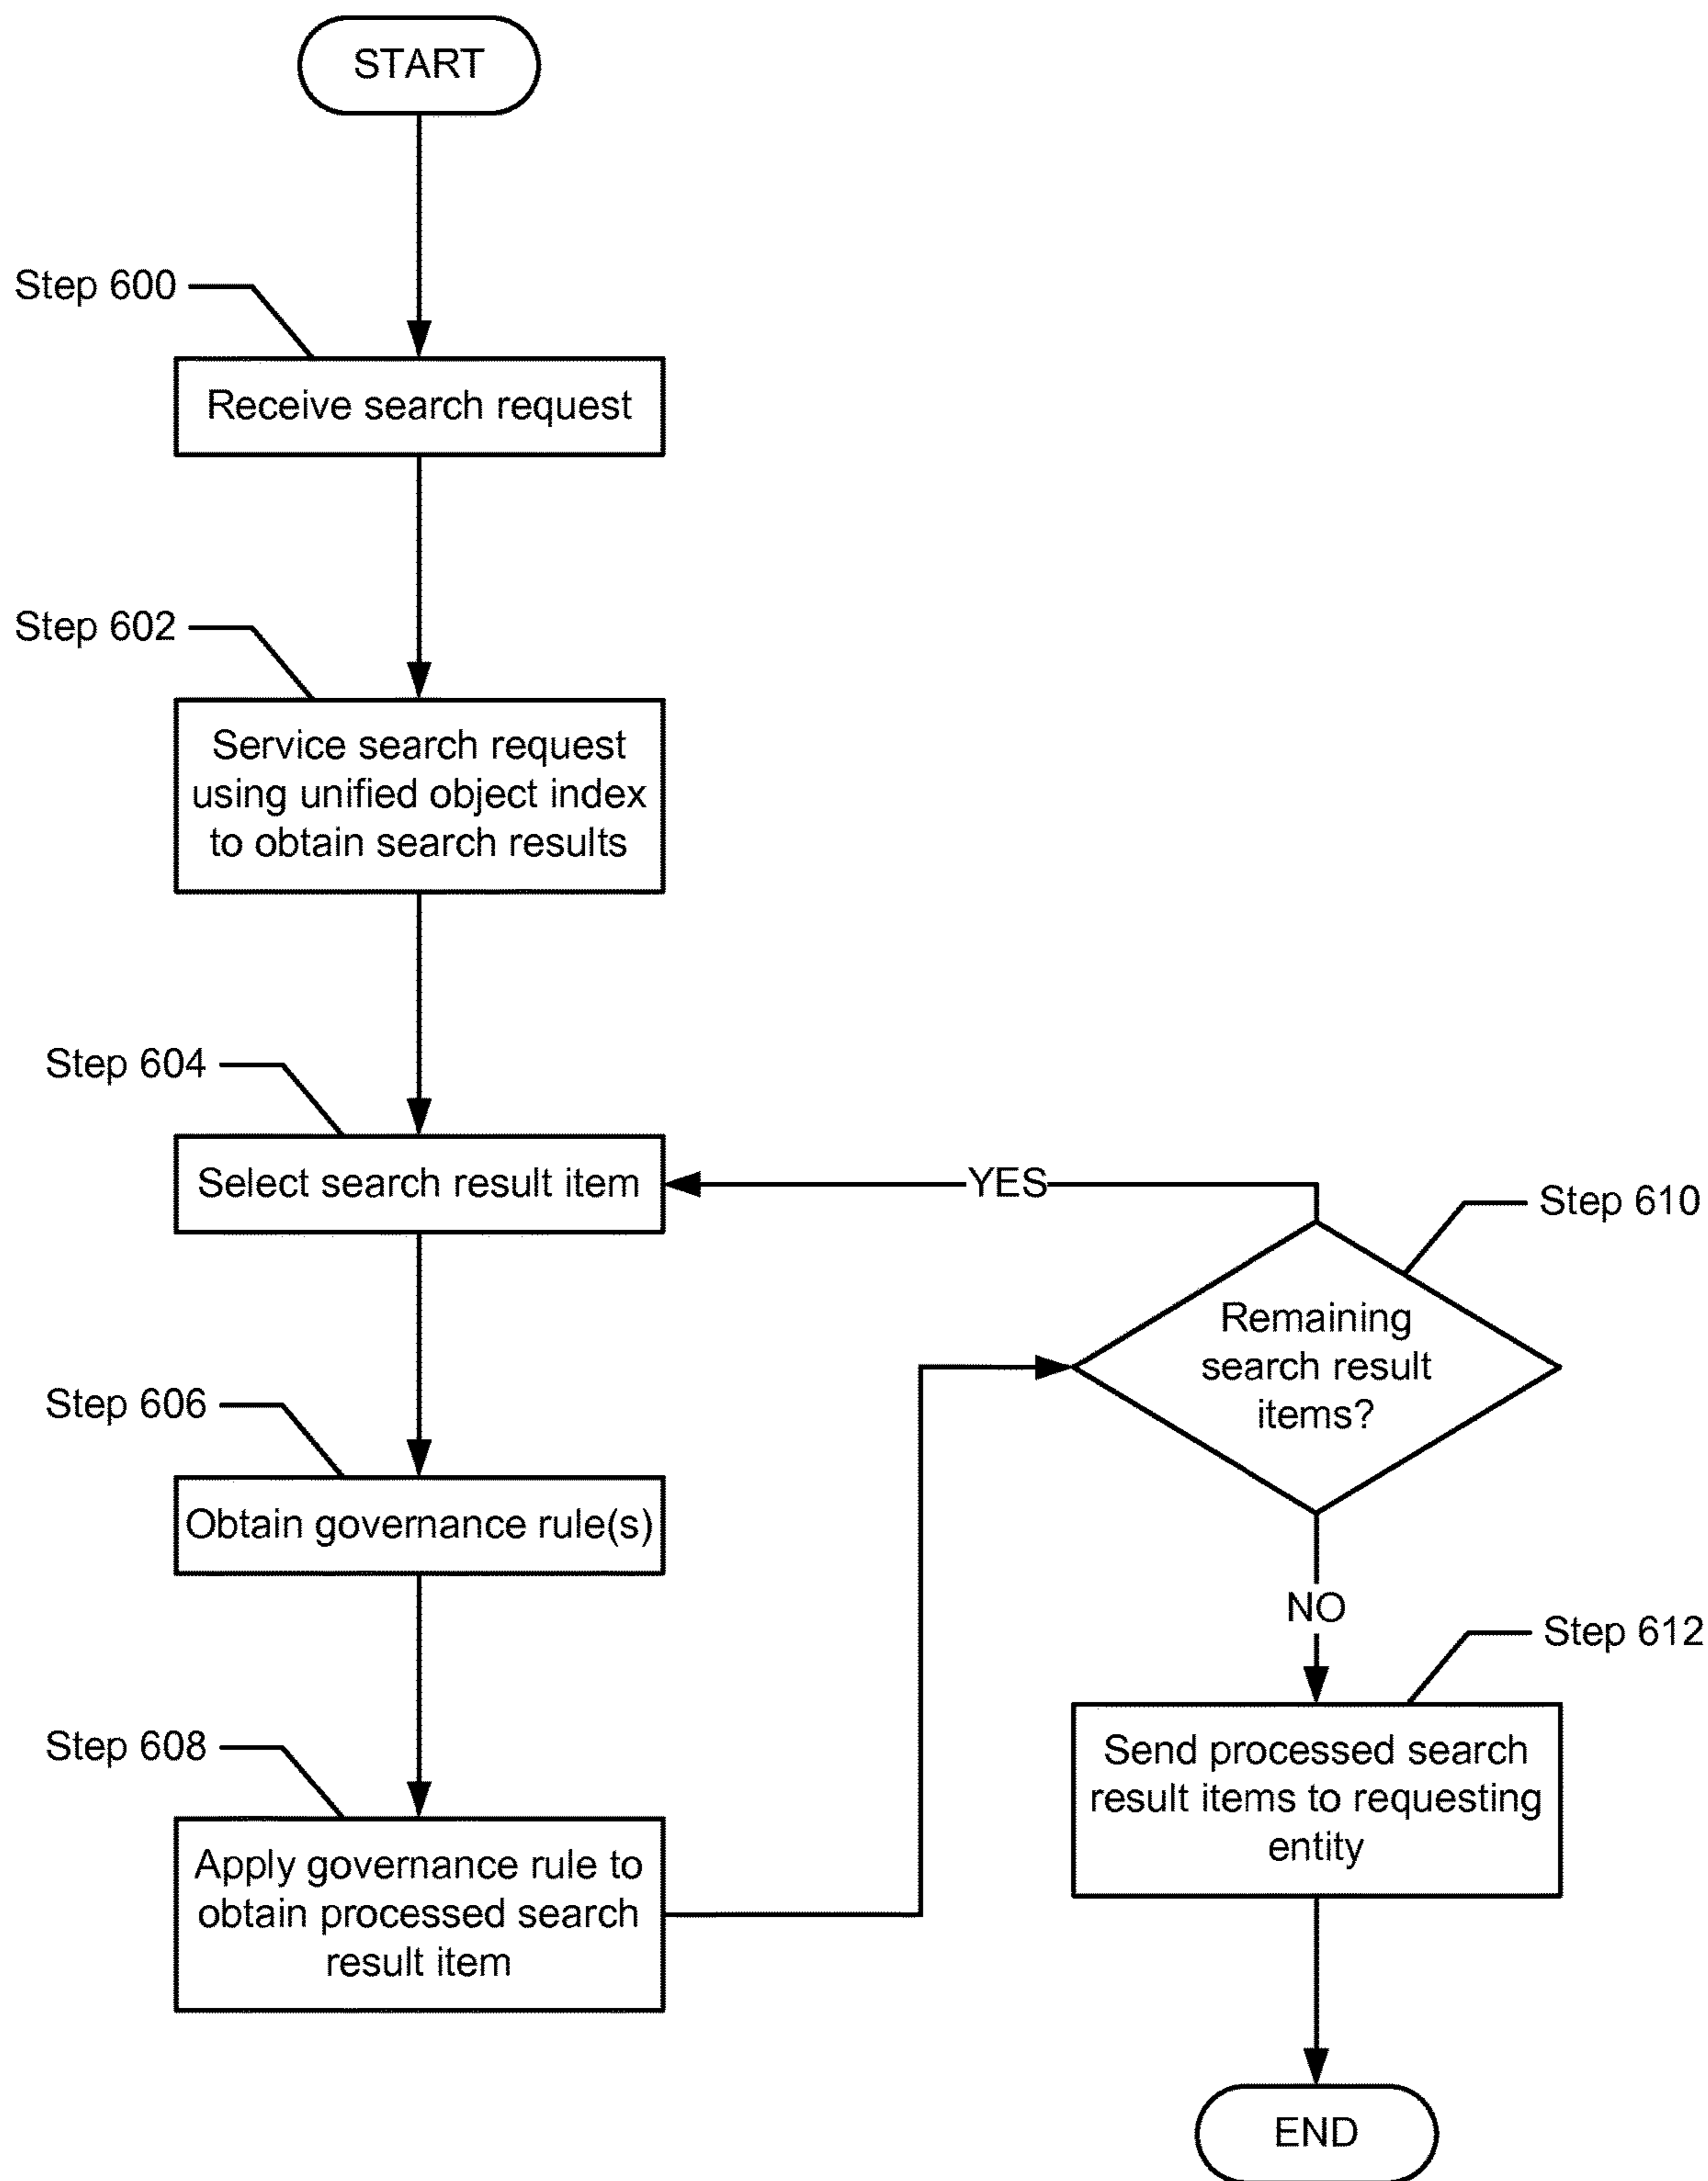 START
Step 600
Receive search request
Step 602
Service search request
using unified object index
to obtain search results
Step 604
Select search result item
YES
Step 610
Remaining
search result
items?
Step 606
Obtain governance rule(s)
NO
Step 612
Send processed search
result items to requesting
entity
Step 608
Apply governance rule to
obtain processed search
result item
END